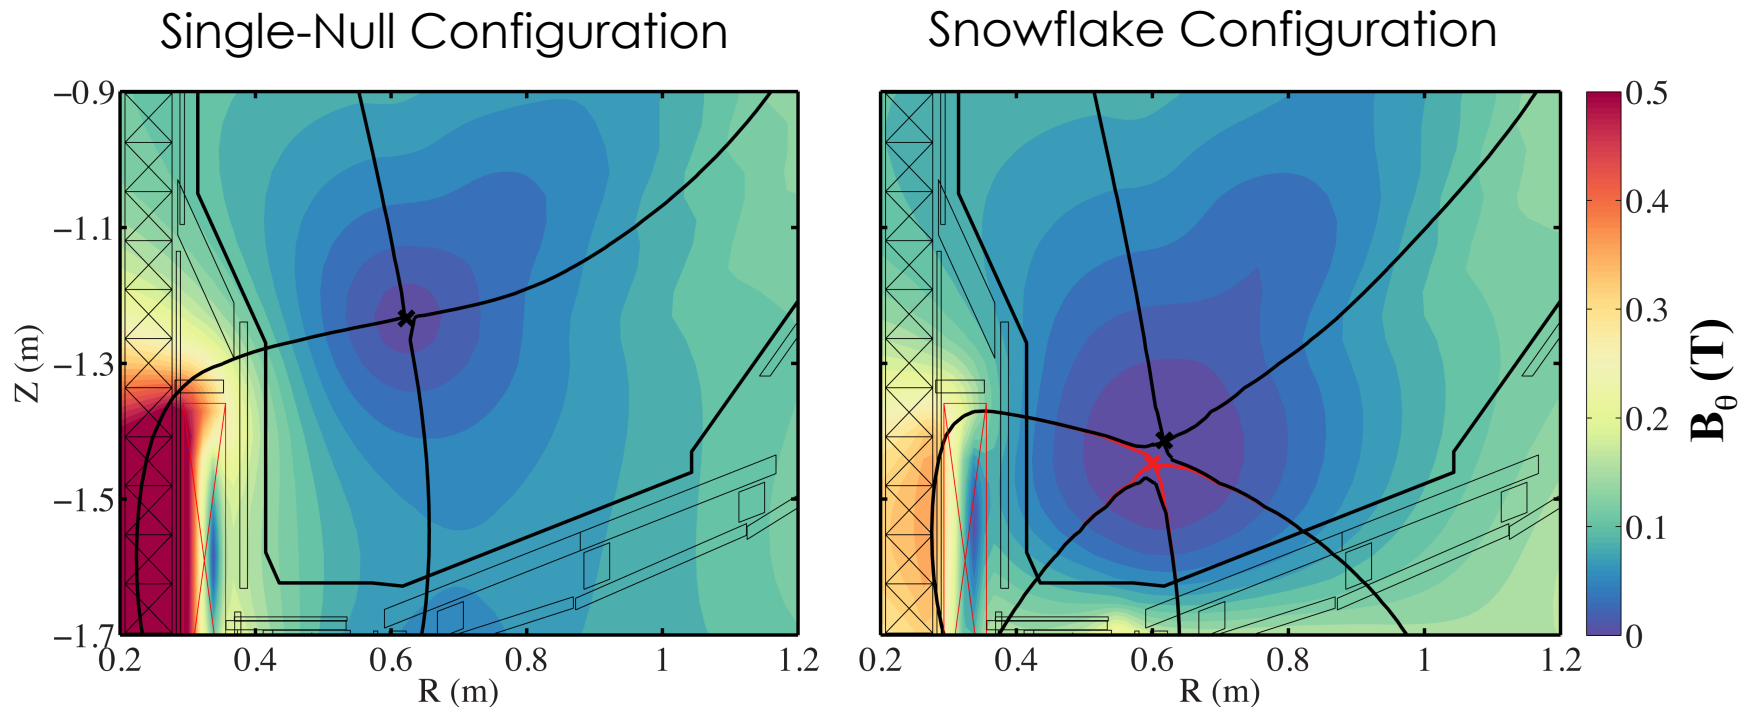 Single-Null Configuration
Snowflake Configuration
−0.9
−1.1
−1.3
−1.5
−1.7
Z (m)
0.2 0.4 0.6 0.8 1 1.2
R (m)
0.2 0.4 0.6 0.8 1 1.2
R (m)
0.5
0.4
0.3
0.2
0.1
0
Bθ (T)